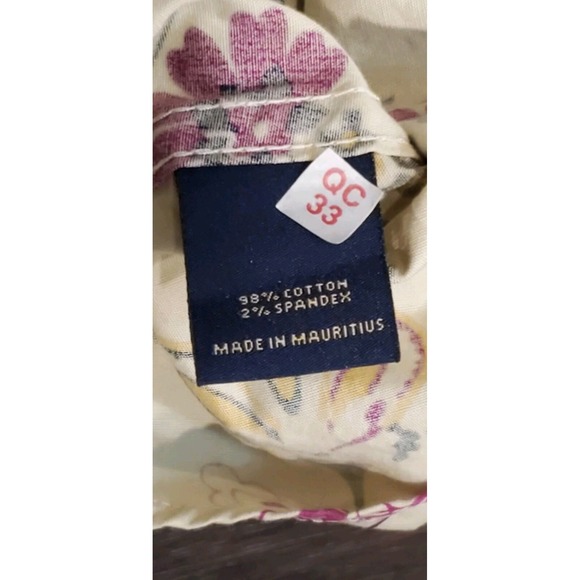 QC
33
98% COTTON
2% SPANDEX
MADE IN MAURITIUS